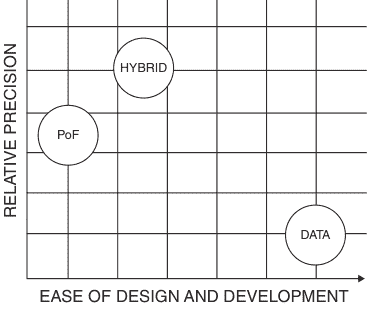 RELATIVE PRECISION
HYBRID
PoF
DATA
EASE OF DESIGN AND DEVELOPMENT